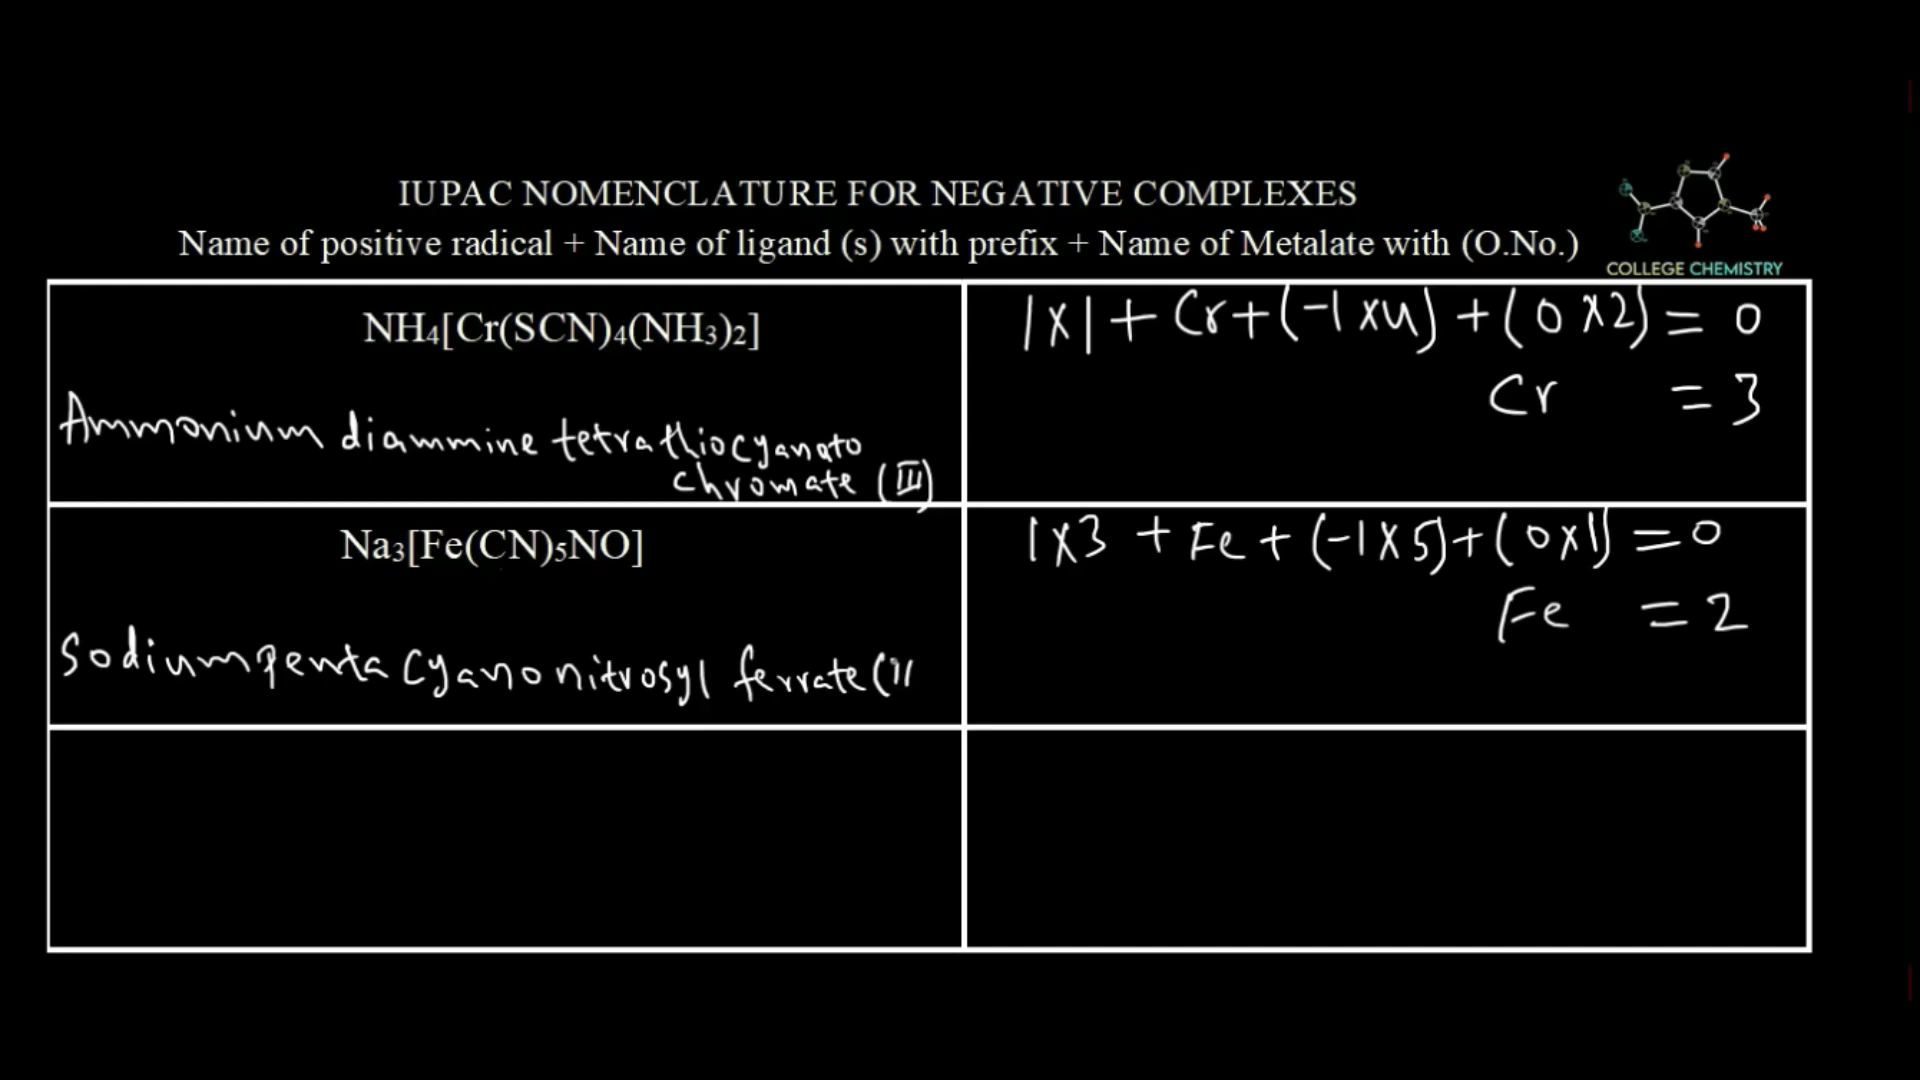 IUPAC NOMENCLATURE FOR NEGATIVE COMPLEXES
Name of positive radical + Name of ligand (s) with prefix + Name of Metalate with (O.No.)
COLLEGE CHEMISTRY
NH₄[Cr(SCN)₄(NH₃)₂]
Ammonium diammine tetrathiocyanato
chromate (III)
1x1 + Cr + (-1x4) + (0x2) = 0
Cr = 3
Na₃[Fe(CN)₅NO]
Sodiumpentacyanonitrosyl ferrate (II
1x3 + Fe + (-1x5) + (0x1) = 0
Fe = 2